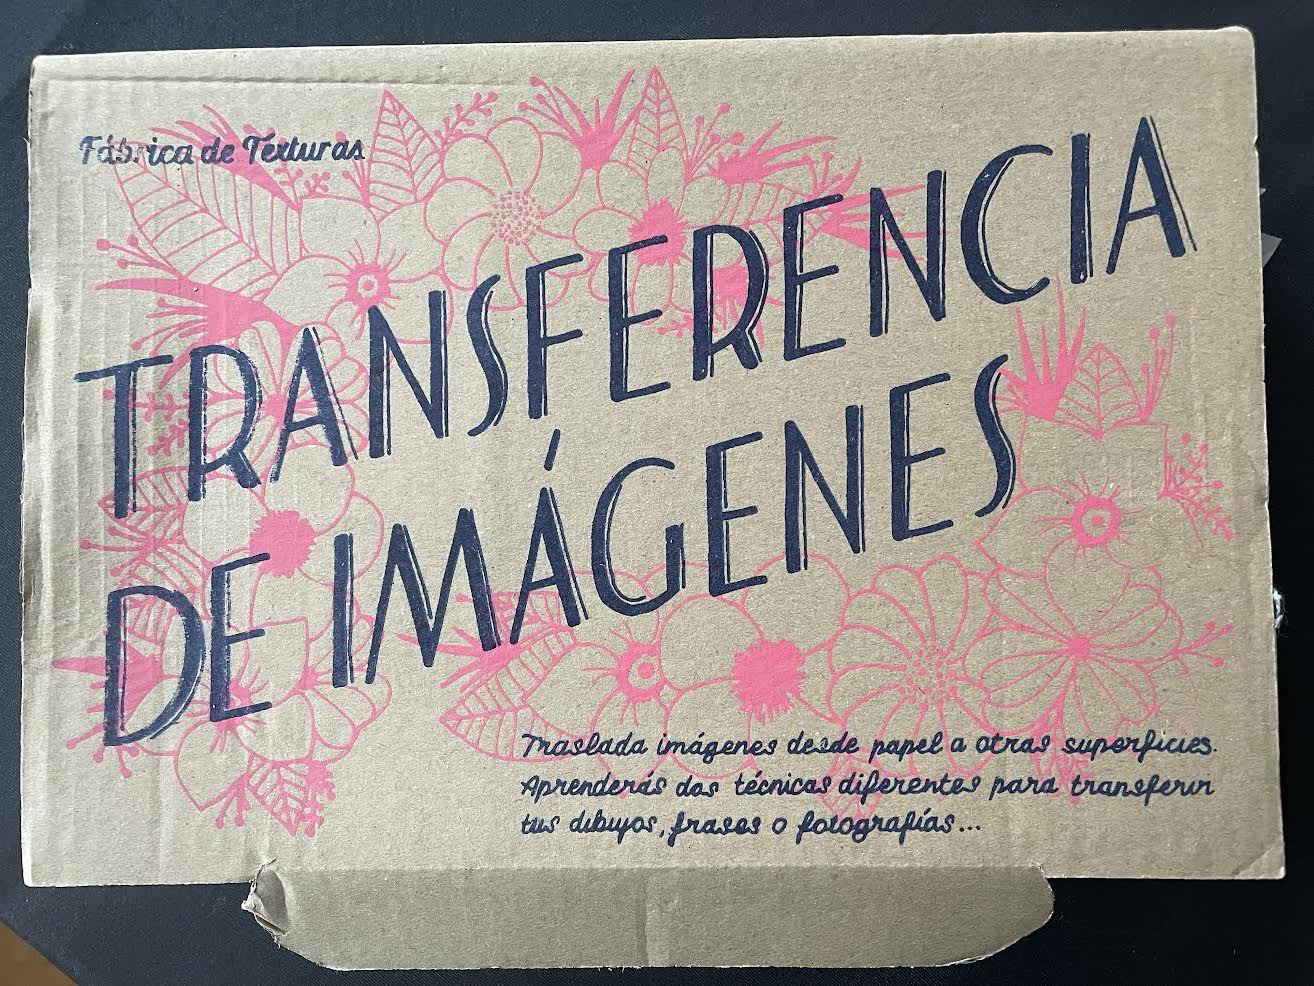 Fábrica de Texturas
TRANSFERENCIA
DE IMÁGENES
Traslada imágenes desde papel a otras superficies.
Aprenderás dos técnicas diferentes para transferir
tus dibujos, frases o fotografías...